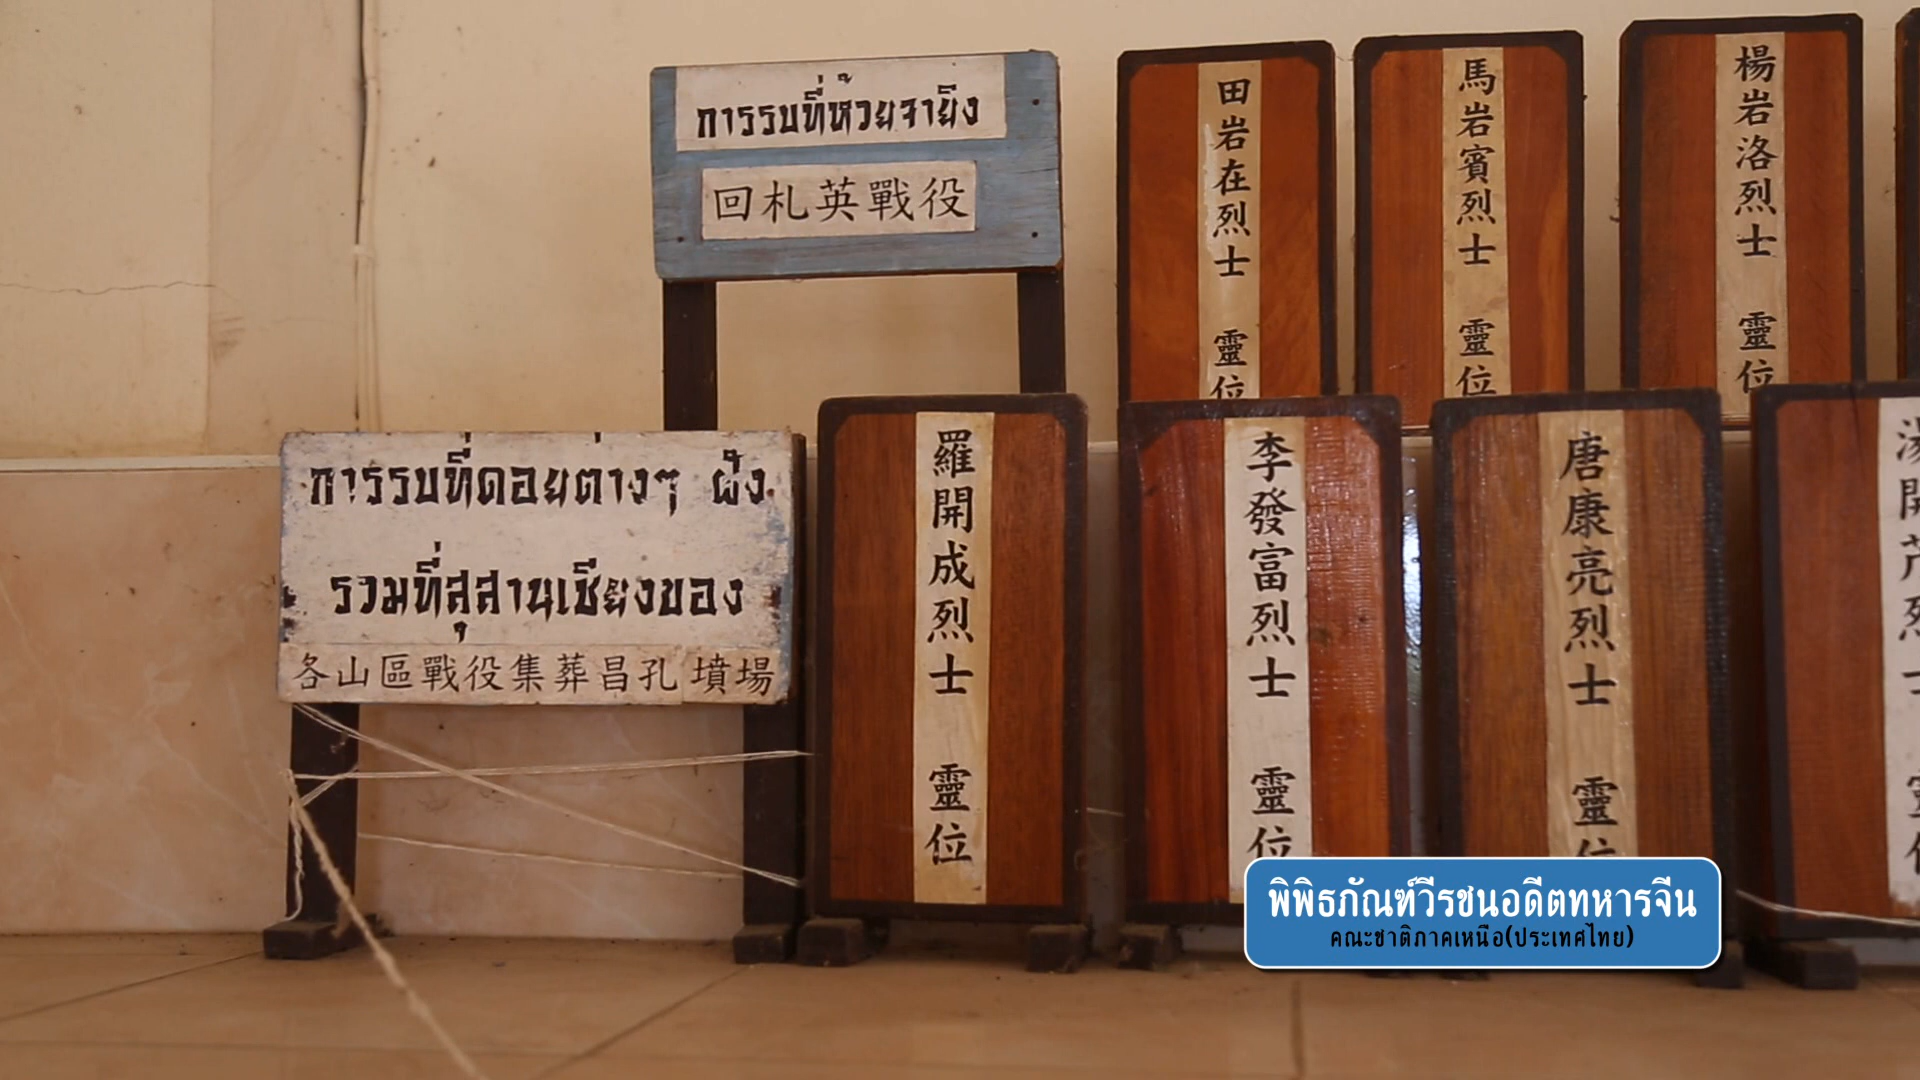 การรบที่ห้วยจายิง
回札英戰役
田岩在烈士 靈位
馬岩賓烈士 靈位
楊岩洛烈士 靈位
การรบที่ดอยต่างๆ ฝัง
รวมที่สุสานเชียงของ
各山區戰役集葬昌孔墳場
羅開成烈士 靈位
李發富烈士 靈位
唐康亮烈士 靈位
開茂烈士 靈位
พิพิธภัณฑ์วีรชนอดีตทหารจีน
คณะชาติภาคเหนือ(ประเทศไทย)